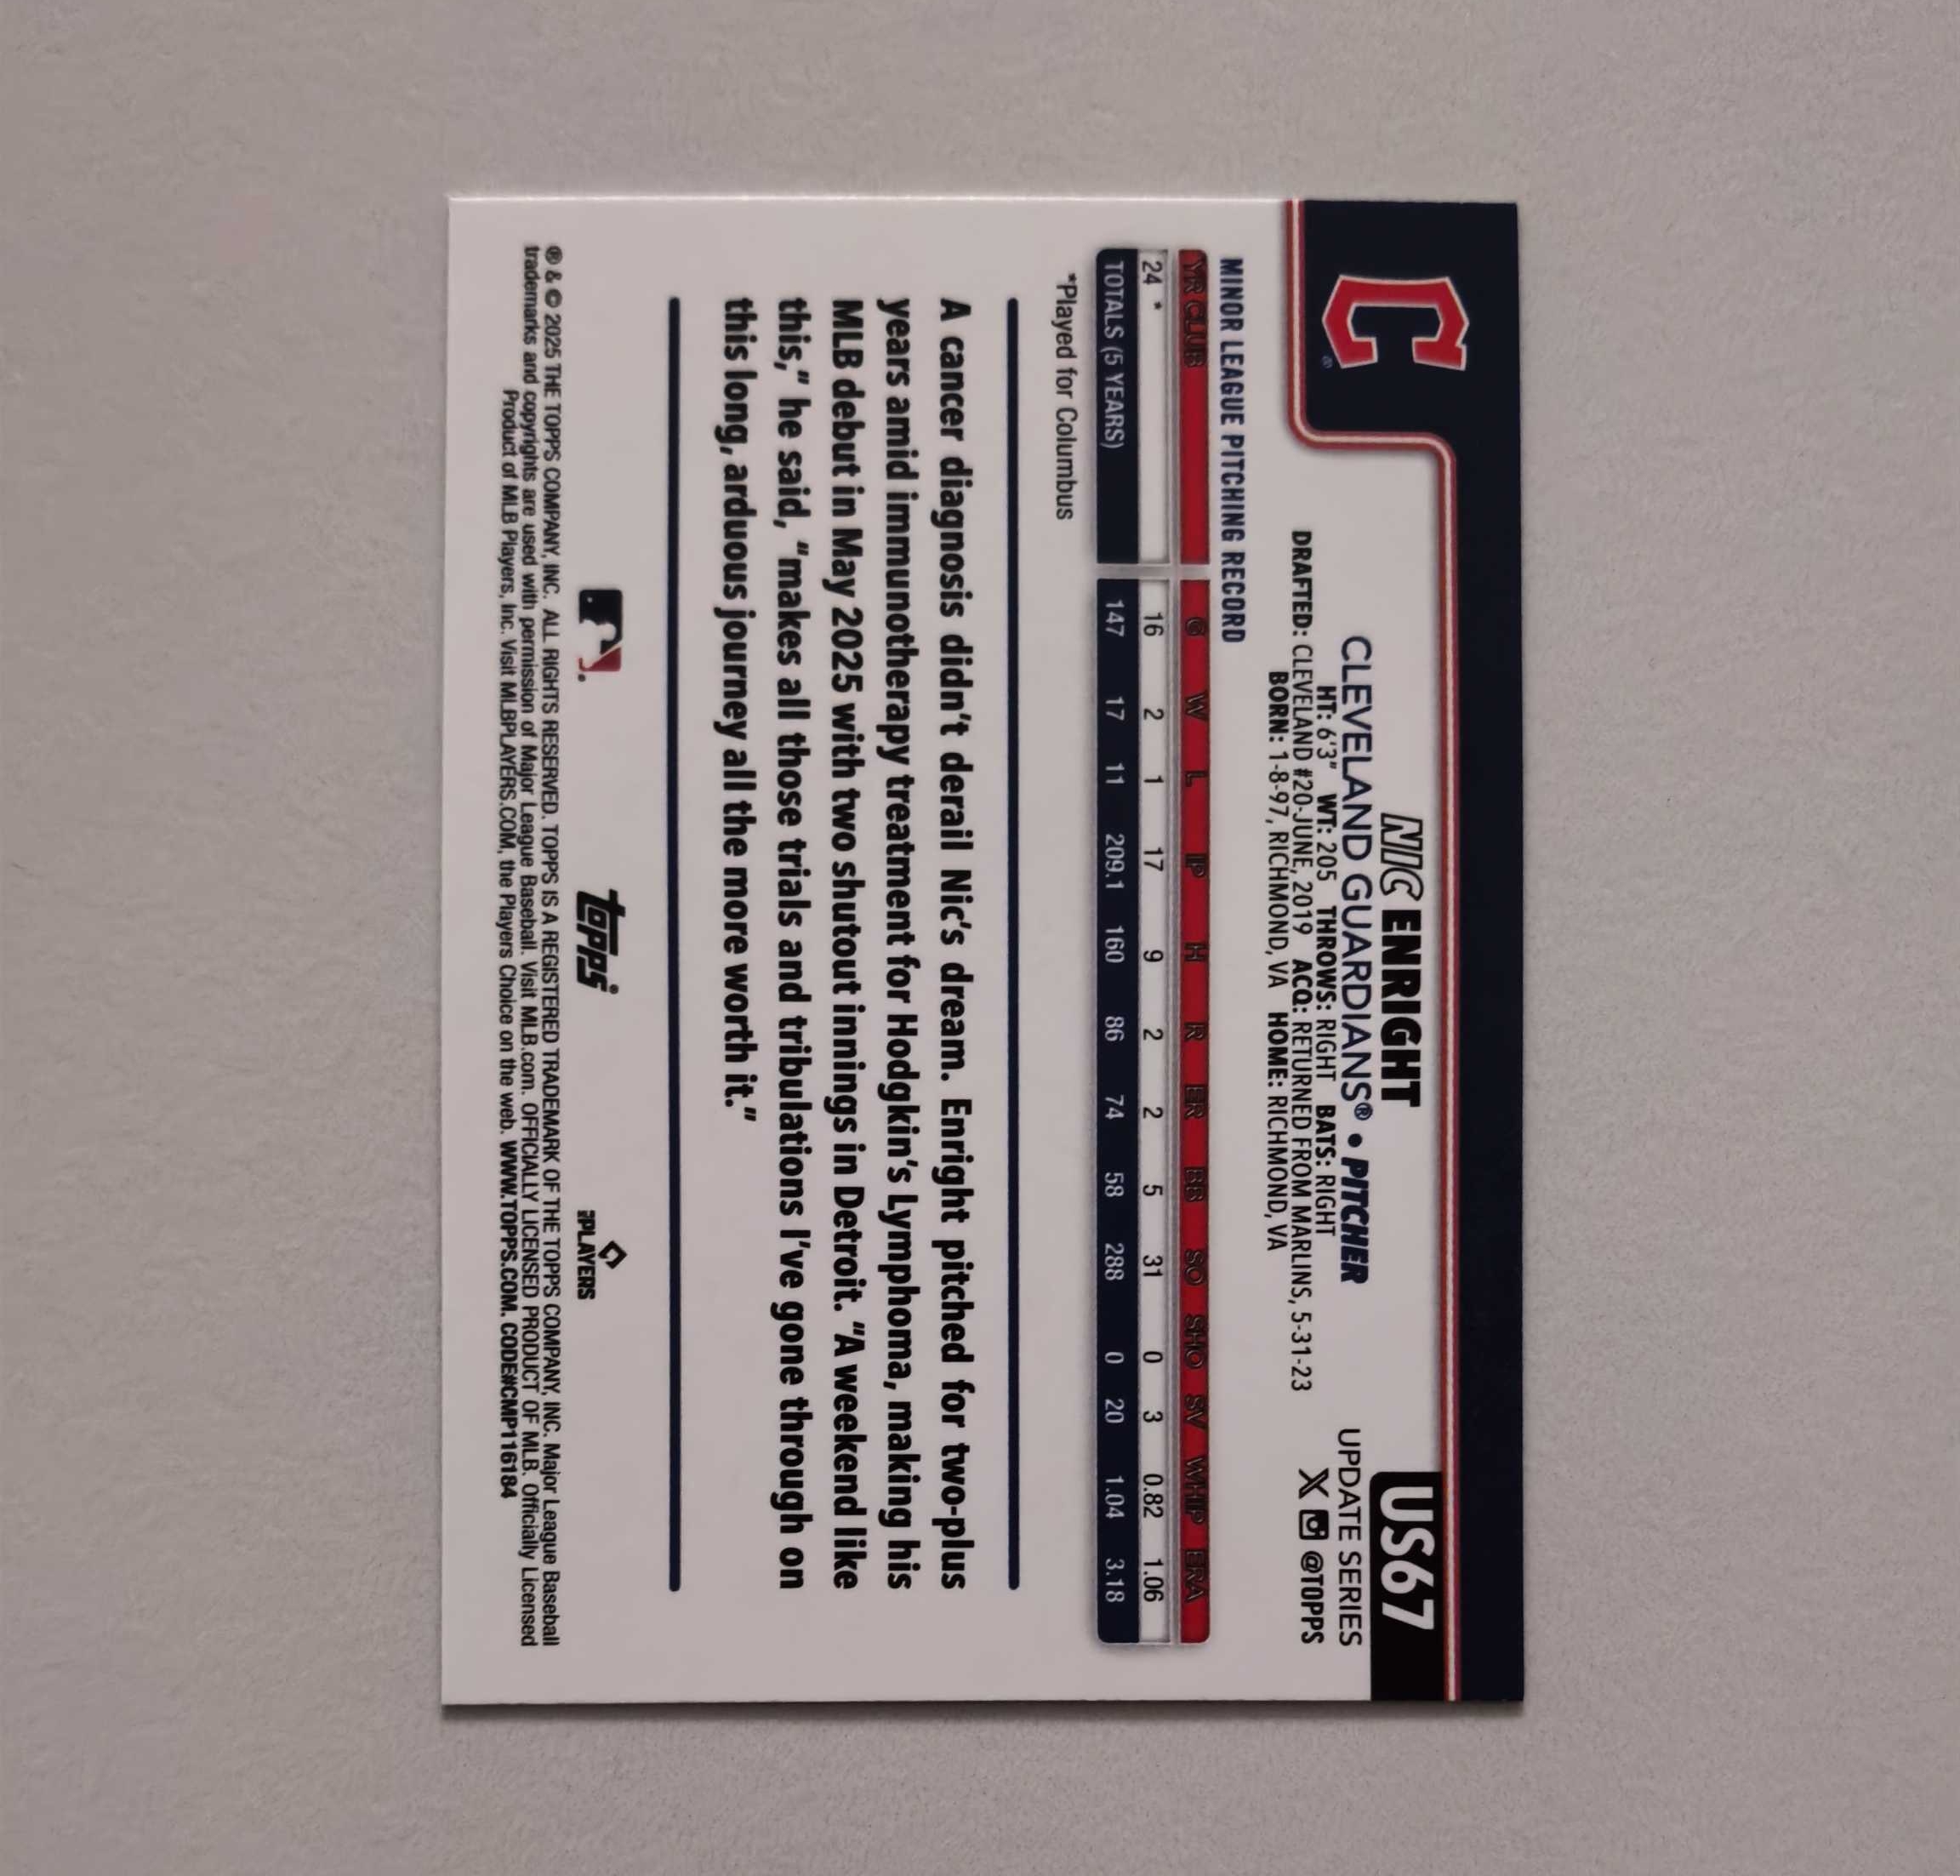 C
US67
NIC ENRIGHT
CLEVELAND GUARDIANS® • PITCHER
UPDATE SERIES
HT: 6'3" WT: 205 THROWS: RIGHT BATS: RIGHT
@TOPPS
DRAFTED: CLEVELAND #20-JUNE, 2019 ACQ: RETURNED FROM MARLINS, 5-31-23
BORN: 1-8-97, RICHMOND, VA HOME: RICHMOND, VA
MINOR LEAGUE PITCHING RECORD
YR CLUB G W L IP H R ER BB SO SHO SV WHIP ERA
24 * 16 2 1 17 9 2 2 5 31 0 3 0.82 1.06
TOTALS (5 YEARS) 147 17 11 209.1 160 86 74 58 288 0 20 1.04 3.18
*Played for Columbus
A cancer diagnosis didn't derail Nic's dream. Enright pitched for two-plus
years amid immunotherapy treatment for Hodgkin's Lymphoma, making his
MLB debut in May 2025 with two shutout innings in Detroit. "A weekend like
this," he said, "makes all those trials and tribulations I've gone through on
this long, arduous journey all the more worth it."
topps
PLAYERS
® & © 2025 THE TOPPS COMPANY, INC. ALL RIGHTS RESERVED. TOPPS IS A REGISTERED TRADEMARK OF THE TOPPS COMPANY, INC. Major League Baseball
trademarks and copyrights are used with permission of Major League Baseball. Visit MLB.com. OFFICIALLY LICENSED PRODUCT OF MLB. Officially Licensed
Product of MLB Players, Inc. Visit MLBPLAYERS.COM, the Players Choice on the web. WWW.TOPPS.COM. CODE#CMP116184